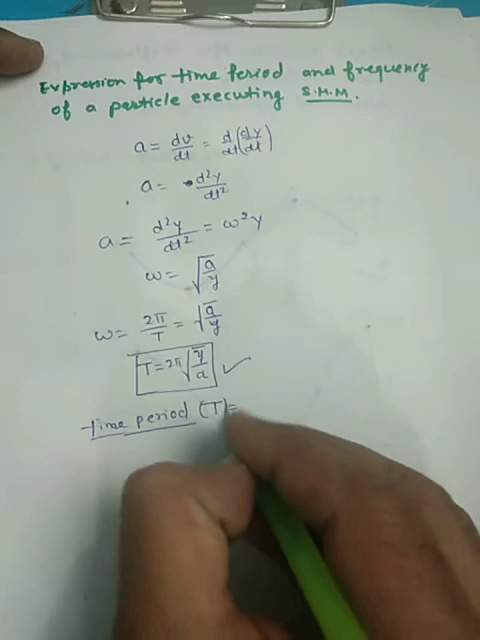 Expression for time Period and frequency
of a particle executing S.H.M.
a = dv/dt = d/dt(dy/dt)
a = d²y/dt²
a = d²y/dt² = ω²y
ω = √a/y
ω = 2π/T = √a/y
T = 2π√y/a ✓
time period (T) =